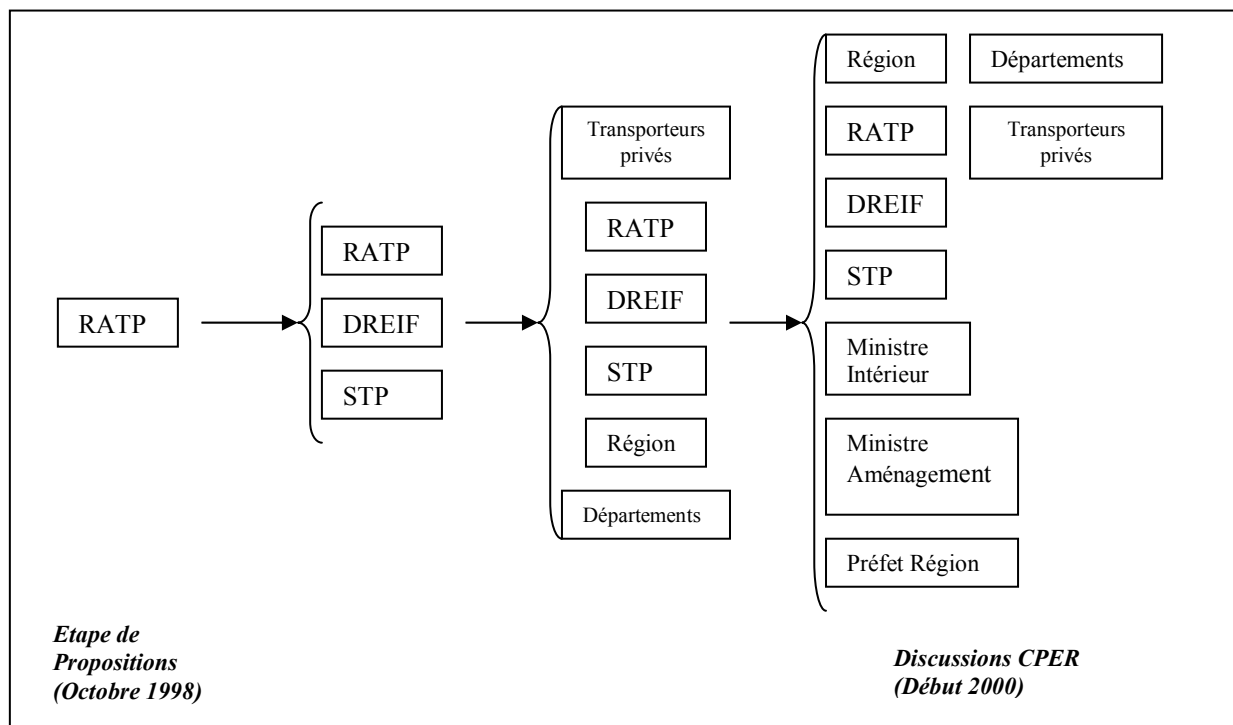 RATP
RATP
DREIF
STP
Transporteurs
privés
RATP
DREIF
STP
Région
Départements
Région
Départements
RATP
Transporteurs
privés
DREIF
STP
Ministre
Intérieur
Ministre
Aménagement
Préfet Région
Etape de
Propositions
(Octobre 1998)
Discussions CPER
(Début 2000)